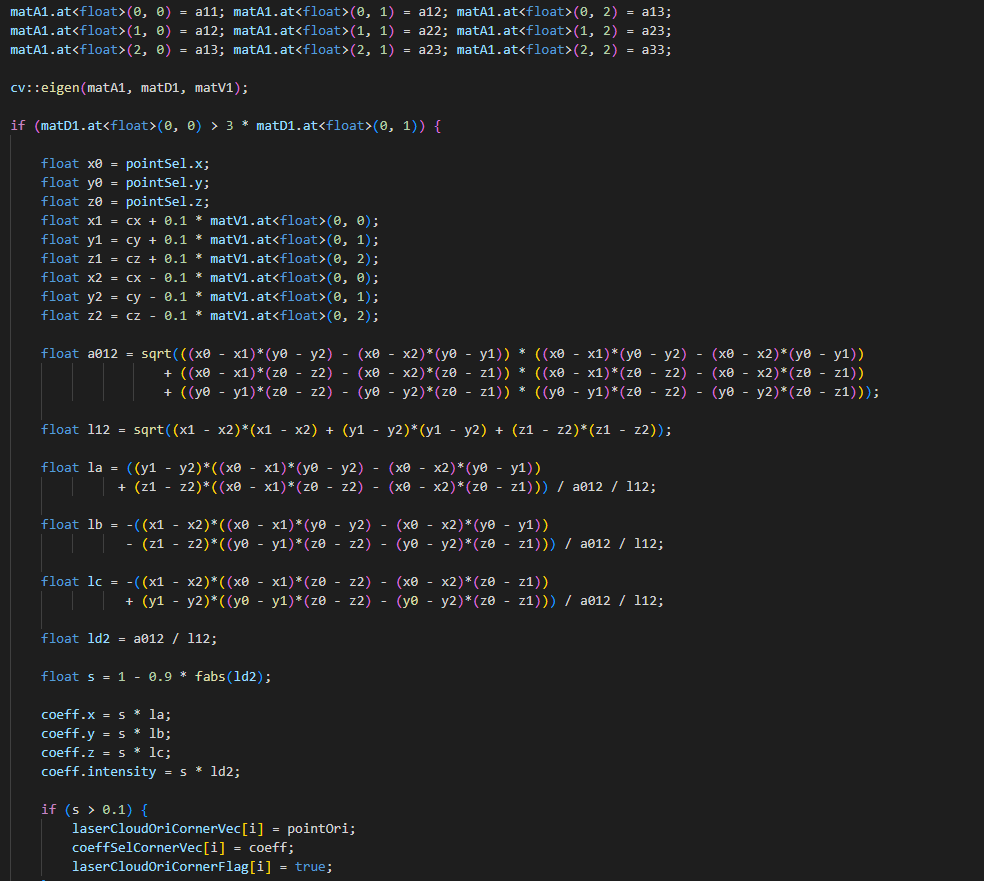 matA1.at<float>(0, 0) = a11; matA1.at<float>(0, 1) = a12; matA1.at<float>(0, 2) = a13;
matA1.at<float>(1, 0) = a12; matA1.at<float>(1, 1) = a22; matA1.at<float>(1, 2) = a23;
matA1.at<float>(2, 0) = a13; matA1.at<float>(2, 1) = a23; matA1.at<float>(2, 2) = a33;
cv::eigen(matA1, matD1, matV1);
if (matD1.at<float>(0, 0) > 3 * matD1.at<float>(0, 1)) {
float x0 = pointSel.x;
float y0 = pointSel.y;
float z0 = pointSel.z;
float x1 = cx + 0.1 * matV1.at<float>(0, 0);
float y1 = cy + 0.1 * matV1.at<float>(0, 1);
float z1 = cz + 0.1 * matV1.at<float>(0, 2);
float x2 = cx - 0.1 * matV1.at<float>(0, 0);
float y2 = cy - 0.1 * matV1.at<float>(0, 1);
float z2 = cz - 0.1 * matV1.at<float>(0, 2);
float a012 = sqrt(((x0 - x1)*(y0 - y2) - (x0 - x2)*(y0 - y1)) * ((x0 - x1)*(y0 - y2) - (x0 - x2)*(y0 - y1))
+ ((x0 - x1)*(z0 - z2) - (x0 - x2)*(z0 - z1)) * ((x0 - x1)*(z0 - z2) - (x0 - x2)*(z0 - z1))
+ ((y0 - y1)*(z0 - z2) - (y0 - y2)*(z0 - z1)) * ((y0 - y1)*(z0 - z2) - (y0 - y2)*(z0 - z1)));
float l12 = sqrt((x1 - x2)*(x1 - x2) + (y1 - y2)*(y1 - y2) + (z1 - z2)*(z1 - z2));
float la = ((y1 - y2)*((x0 - x1)*(y0 - y2) - (x0 - x2)*(y0 - y1))
+ (z1 - z2)*((x0 - x1)*(z0 - z2) - (x0 - x2)*(z0 - z1))) / a012 / l12;
float lb = -((x1 - x2)*((x0 - x1)*(y0 - y2) - (x0 - x2)*(y0 - y1))
- (z1 - z2)*((y0 - y1)*(z0 - z2) - (y0 - y2)*(z0 - z1))) / a012 / l12;
float lc = -((x1 - x2)*((x0 - x1)*(z0 - z2) - (x0 - x2)*(z0 - z1))
+ (y1 - y2)*((y0 - y1)*(z0 - z2) - (y0 - y2)*(z0 - z1))) / a012 / l12;
float ld2 = a012 / l12;
float s = 1 - 0.9 * fabs(ld2);
coeff.x = s * la;
coeff.y = s * lb;
coeff.z = s * lc;
coeff.intensity = s * ld2;
if (s > 0.1) {
laserCloudOriCornerVec[i] = pointOri;
coeffSelCornerVec[i] = coeff;
laserCloudOriCornerFlag[i] = true;